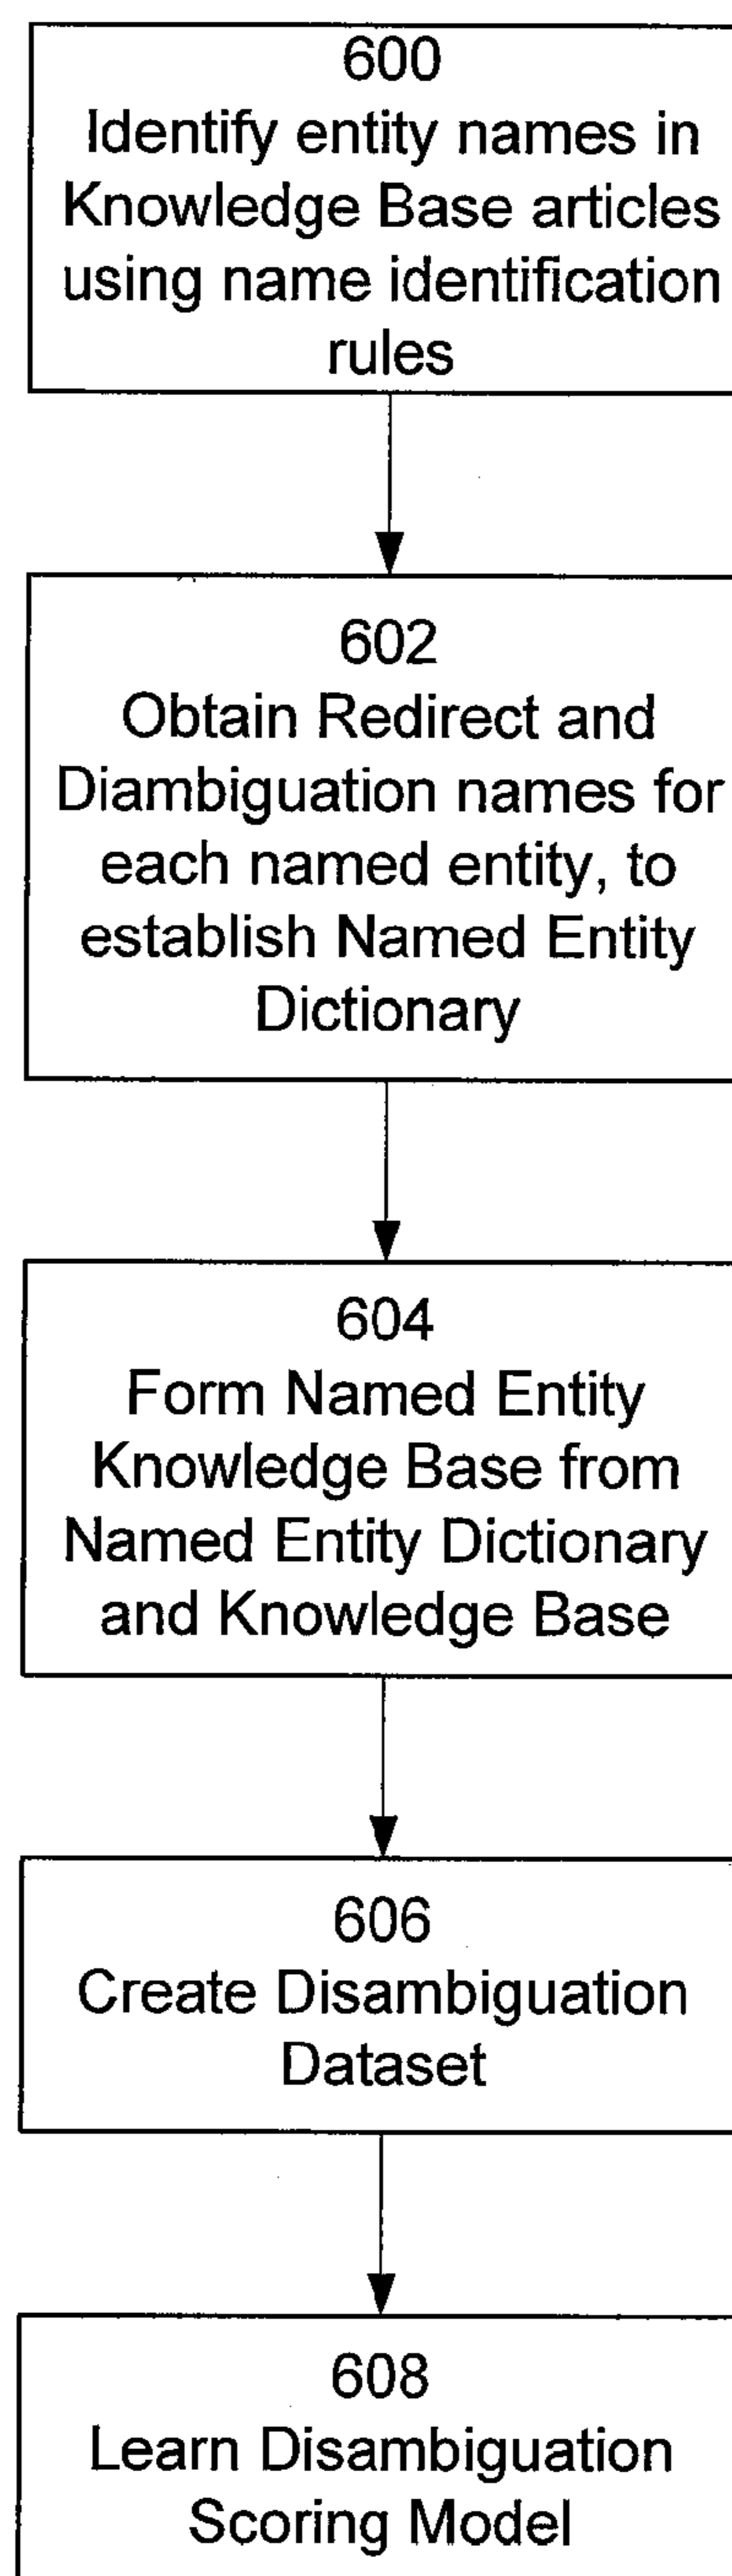 600
Identify entity names in
Knowledge Base articles
using name identification
rules
602
Obtain Redirect and
Diambiguation names for
each named entity, to
establish Named Entity
Dictionary
604
Form Named Entity
Knowledge Base from
Named Entity Dictionary
and Knowledge Base
606
Create Disambiguation
Dataset
608
Learn Disambiguation
Scoring Model